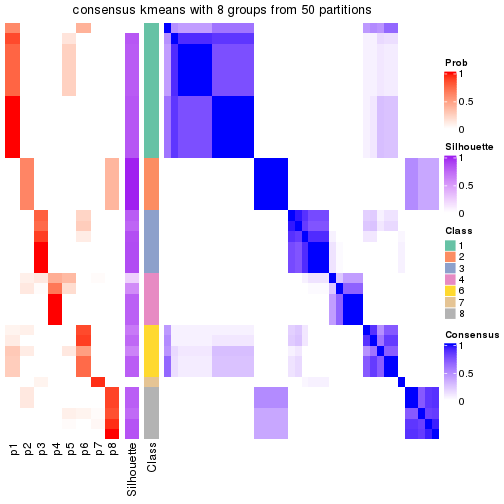 consensus kmeans with 8 groups from 50 partitions
Prob
1
0.5
0
Silhouette
1
0.5
0
Class
1
2
3
4
6
7
8
Consensus
1
0.5
0
p1
p2
p3
p4
p5
p6
p7
p8
Silhouette
Class